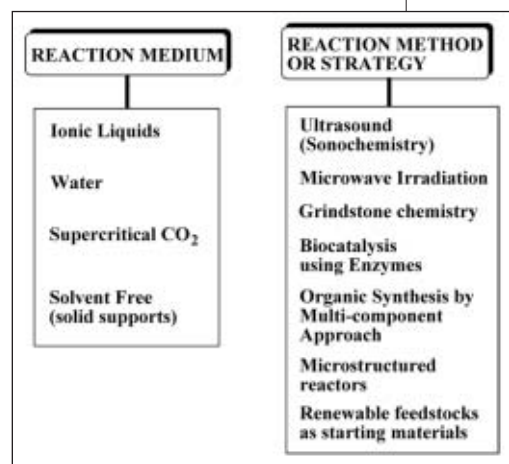 REACTION MEDIUM
Ionic Liquids
Water
Supercritical CO₂
Solvent Free
(solid supports)
REACTION METHOD
OR STRATEGY
Ultrasound
(Sonochemistry)
Microwave Irradiation
Grindstone chemistry
Biocatalysis
using Enzymes
Organic Synthesis by
Multi-component
Approach
Microstructured
reactors
Renewable feedstocks
as starting materials